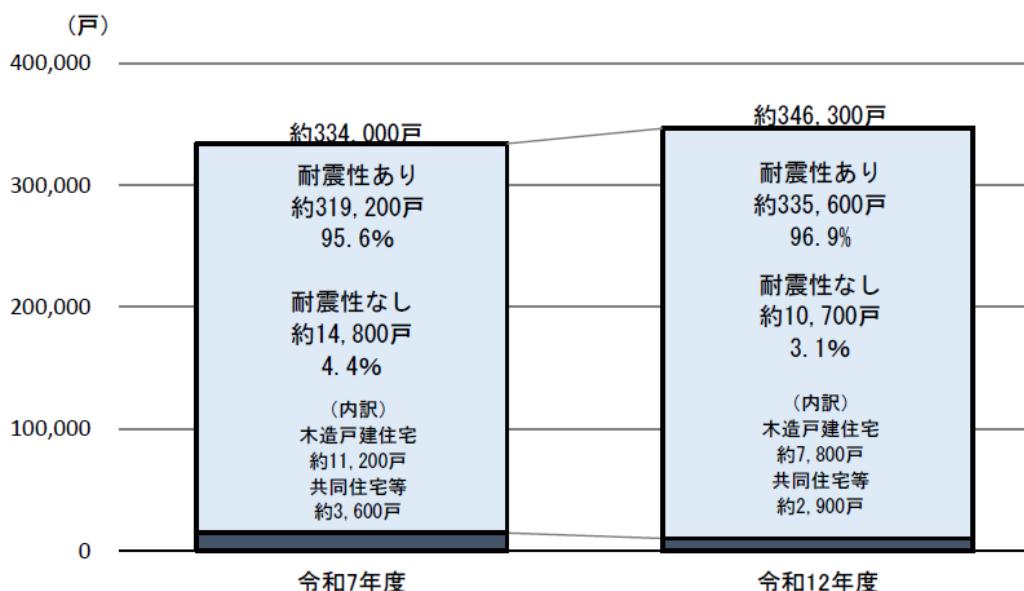 （戸）
400,000
300,000
200,000
100,000
0
約334,000戸
耐震性あり
約319,200戸
95.6%
耐震性なし
約14,800戸
4.4%
（内訳）
木造戸建住宅
約11,200戸
共同住宅等
約3,600戸
令和7年度
約346,300戸
耐震性あり
約335,600戸
96.9%
耐震性なし
約10,700戸
3.1%
（内訳）
木造戸建住宅
約7,800戸
共同住宅等
約2,900戸
令和12年度